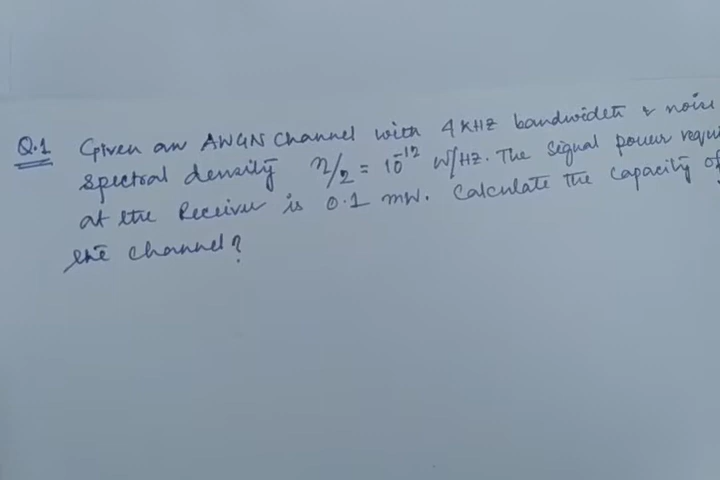 Q.1 Given an AWGN Channel with 4 KHZ bandwidth & noise
spectral density η/2 = 10⁻¹² W/HZ. The signal power requi
at the Receiver is 0.1 mW. Calculate the capacity of
the channel?